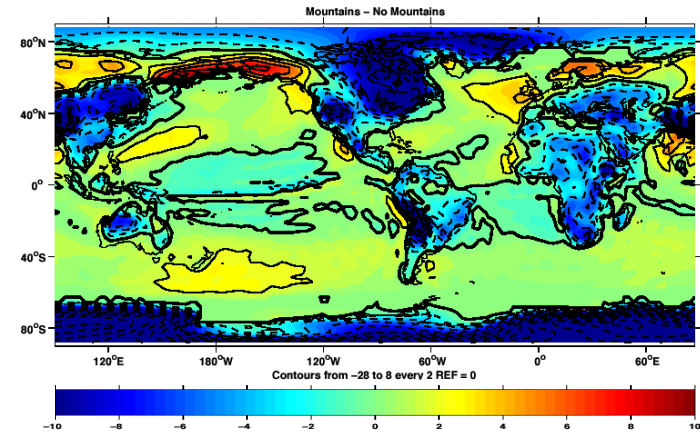 Mountains − No Mountains
80°N
40°N
0°
40°S
80°S
120°E 180°W 120°W 60°W 0° 60°E
Contours from −28 to 8 every 2 REF = 0
−10 −8 −6 −4 −2 0 2 4 6 8 10